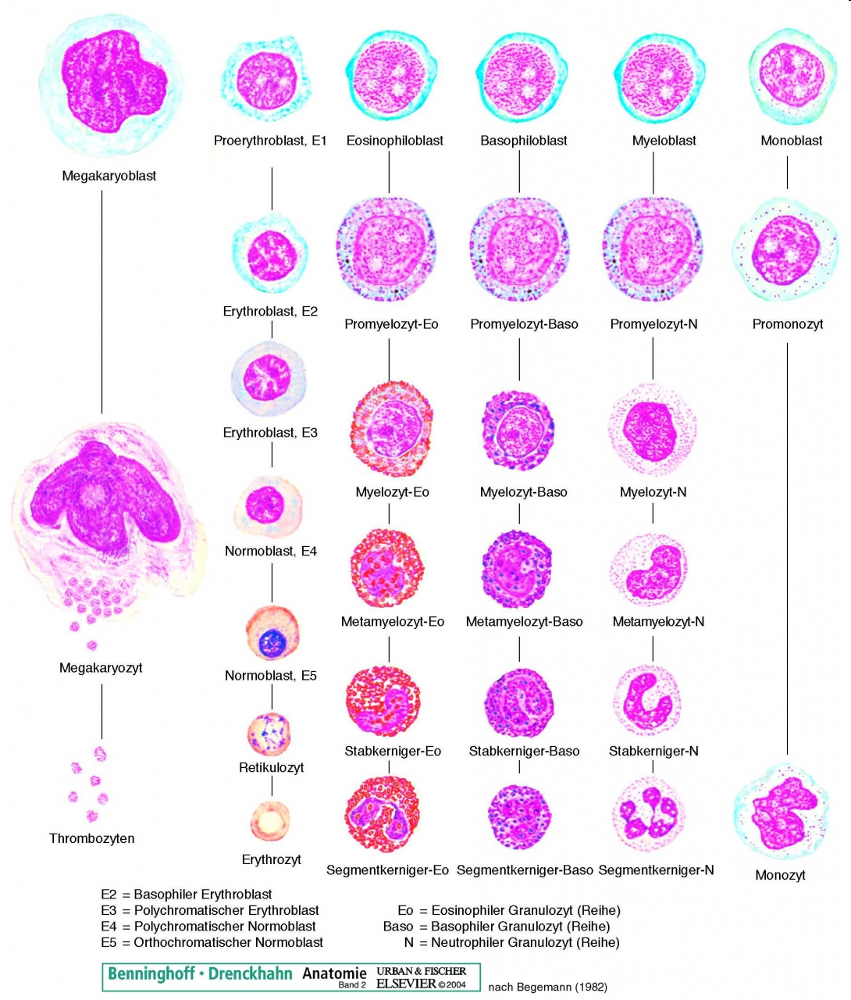 Proerythroblast, E1
Eosinophiloblast
Basophiloblast
Myeloblast
Monoblast
Megakaryoblast
Erythroblast, E2
Promyelozyt-Eo
Promyelozyt-Baso
Promyelozyt-N
Promonozyt
Erythroblast, E3
Myelozyt-Eo
Myelozyt-Baso
Myelozyt-N
Normoblast, E4
Metamyelozyt-Eo
Metamyelozyt-Baso
Metamyelozyt-N
Megakaryozyt
Normoblast, E5
Stabkerniger-Eo
Stabkerniger-Baso
Stabkerniger-N
Retikulozyt
Thrombozyten
Erythrozyt
Segmentkerniger-Eo
Segmentkerniger-Baso
Segmentkerniger-N
Monozyt
E2 = Basophiler Erythroblast
E3 = Polychromatischer Erythroblast
E4 = Polychromatischer Normoblast
E5 = Orthochromatischer Normoblast
Eo = Eosinophiler Granulozyt (Reihe)
Baso = Basophiler Granulozyt (Reihe)
N = Neutrophiler Granulozyt (Reihe)
Benninghoff • Drenckhahn Anatomie
Band 2
URBAN & FISCHER
ELSEVIER ©2004
nach Begemann (1982)